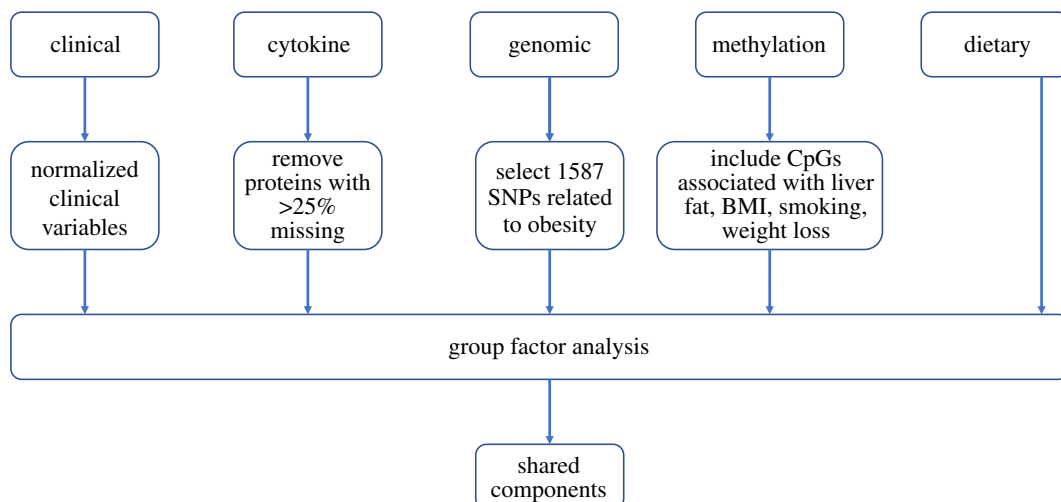 clinical
cytokine
genomic
methylation
dietary
normalized
clinical
variables
remove
proteins with
>25%
missing
select 1587
SNPs related
to obesity
include CpGs
associated with liver
fat, BMI, smoking,
weight loss
group factor analysis
shared
components